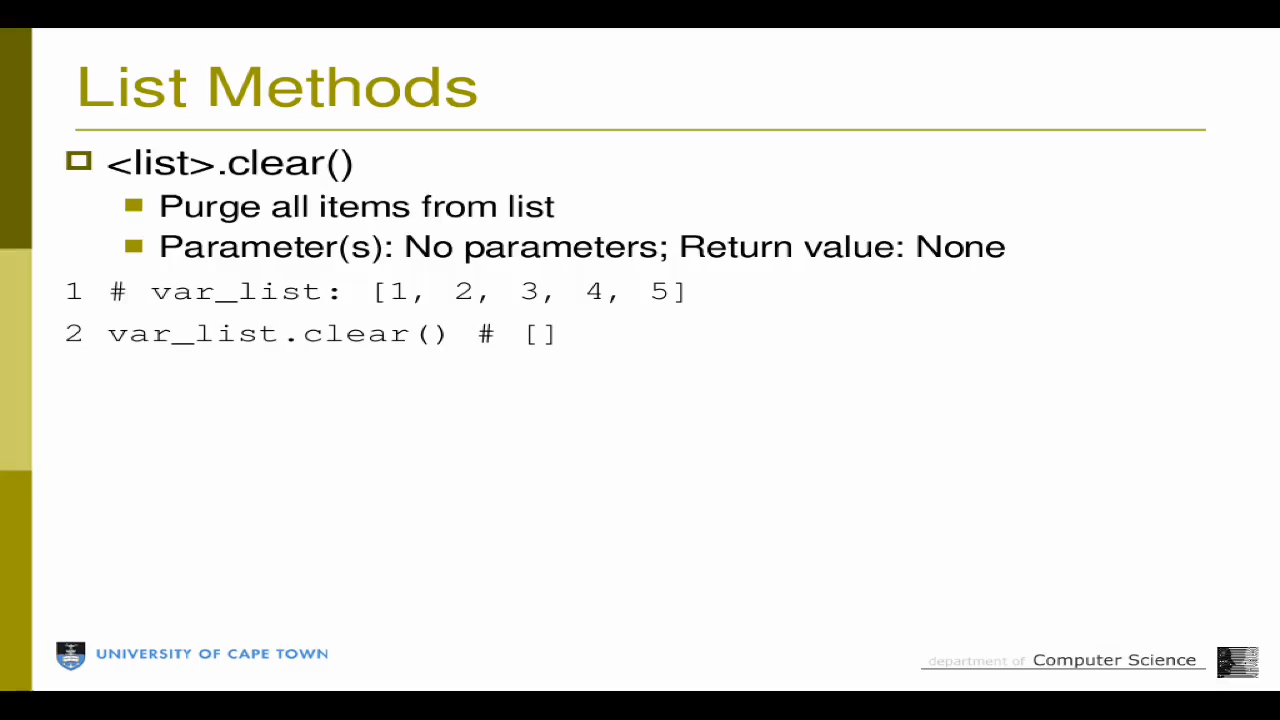 List Methods
<list>.clear()
Purge all items from list
Parameter(s): No parameters; Return value: None
1 # var_list: [1, 2, 3, 4, 5]
2 var_list.clear() # []
UNIVERSITY OF CAPE TOWN
department of Computer Science